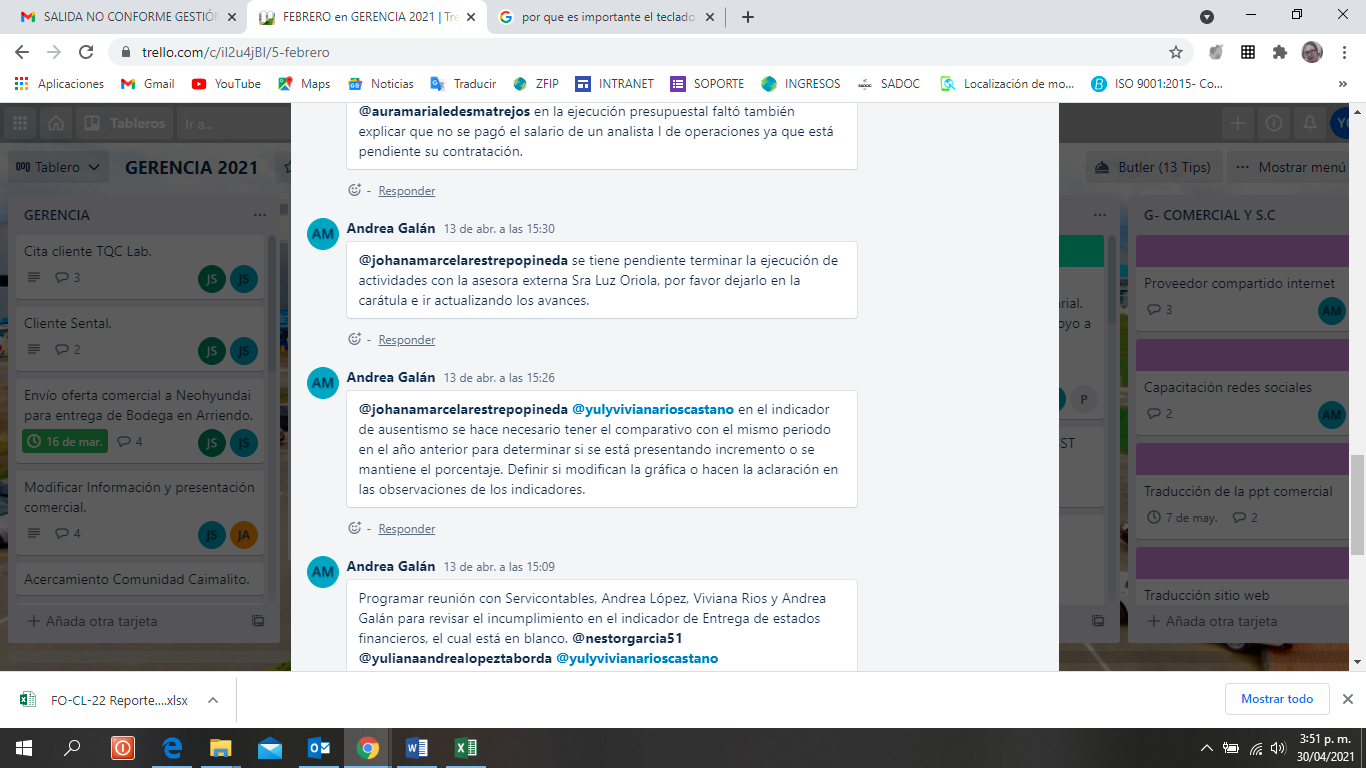 SALIDA NO CONFORME GESTIÓN
FEBRERO en GERENCIA 2021 | Tre
por que es importante el teclado
trello.com/c/il2u4jBl/5-febrero
Aplicaciones
Gmail
YouTube
Maps
Noticias
Traducir
ZFIP
INTRANET
SOPORTE
INGRESOS
SADOC
Localización de mo...
ISO 9001:2015- Co...
Tableros
Ir a...
Tablero
GERENCIA 2021
Butler (13 Tips)
Mostrar menú
GERENCIA
Cita cliente TQC Lab.
3
JS JS
Cliente Sental.
2
JS JS
Envío oferta comercial a Neohyundai
para entrega de Bodega en Arriendo.
16 de mar.
4
JS JS
Modificar Información y presentación
comercial.
4
JS JA
Acercamiento Comunidad Caimalito.
+ Añada otra tarjeta
@auramarialedesmatrejos en la ejecución presupuestal faltó también
explicar que no se pagó el salario de un analista I de operaciones ya que está
pendiente su contratación.
- Responder
AM
Andrea Galán 13 de abr. a las 15:30
@johanamarcelarestrepopineda se tiene pendiente terminar la ejecución de
actividades con la asesora externa Sra Luz Oriola, por favor dejarlo en la
carátula e ir actualizando los avances.
- Responder
AM
Andrea Galán 13 de abr. a las 15:26
@johanamarcelarestrepopineda @yulyvivianarioscastano en el indicador
de ausentismo se hace necesario tener el comparativo con el mismo periodo
en el año anterior para determinar si se está presentando incremento o se
mantiene el porcentaje. Definir si modifican la gráfica o hacen la aclaración en
las observaciones de los indicadores.
- Responder
AM
Andrea Galán 13 de abr. a las 15:09
Programar reunión con Servicontables, Andrea López, Viviana Rios y Andrea
Galán para revisar el incumplimiento en el indicador de Entrega de estados
financieros, el cual está en blanco. @nestorgarcia51
@yulianaandrealopeztaborda @yulyvivianarioscastano
arial.
oyo a
P
ST
G- COMERCIAL Y S.C
Proveedor compartido internet
3
AM
Capacitación redes sociales
2
AM
Traducción de la ppt comercial
7 de may.
2
Traducción sitio web
+ Añada otra tarjeta
FO-CL-22 Reporte....xlsx
Mostrar todo
3:51 p. m.
30/04/2021